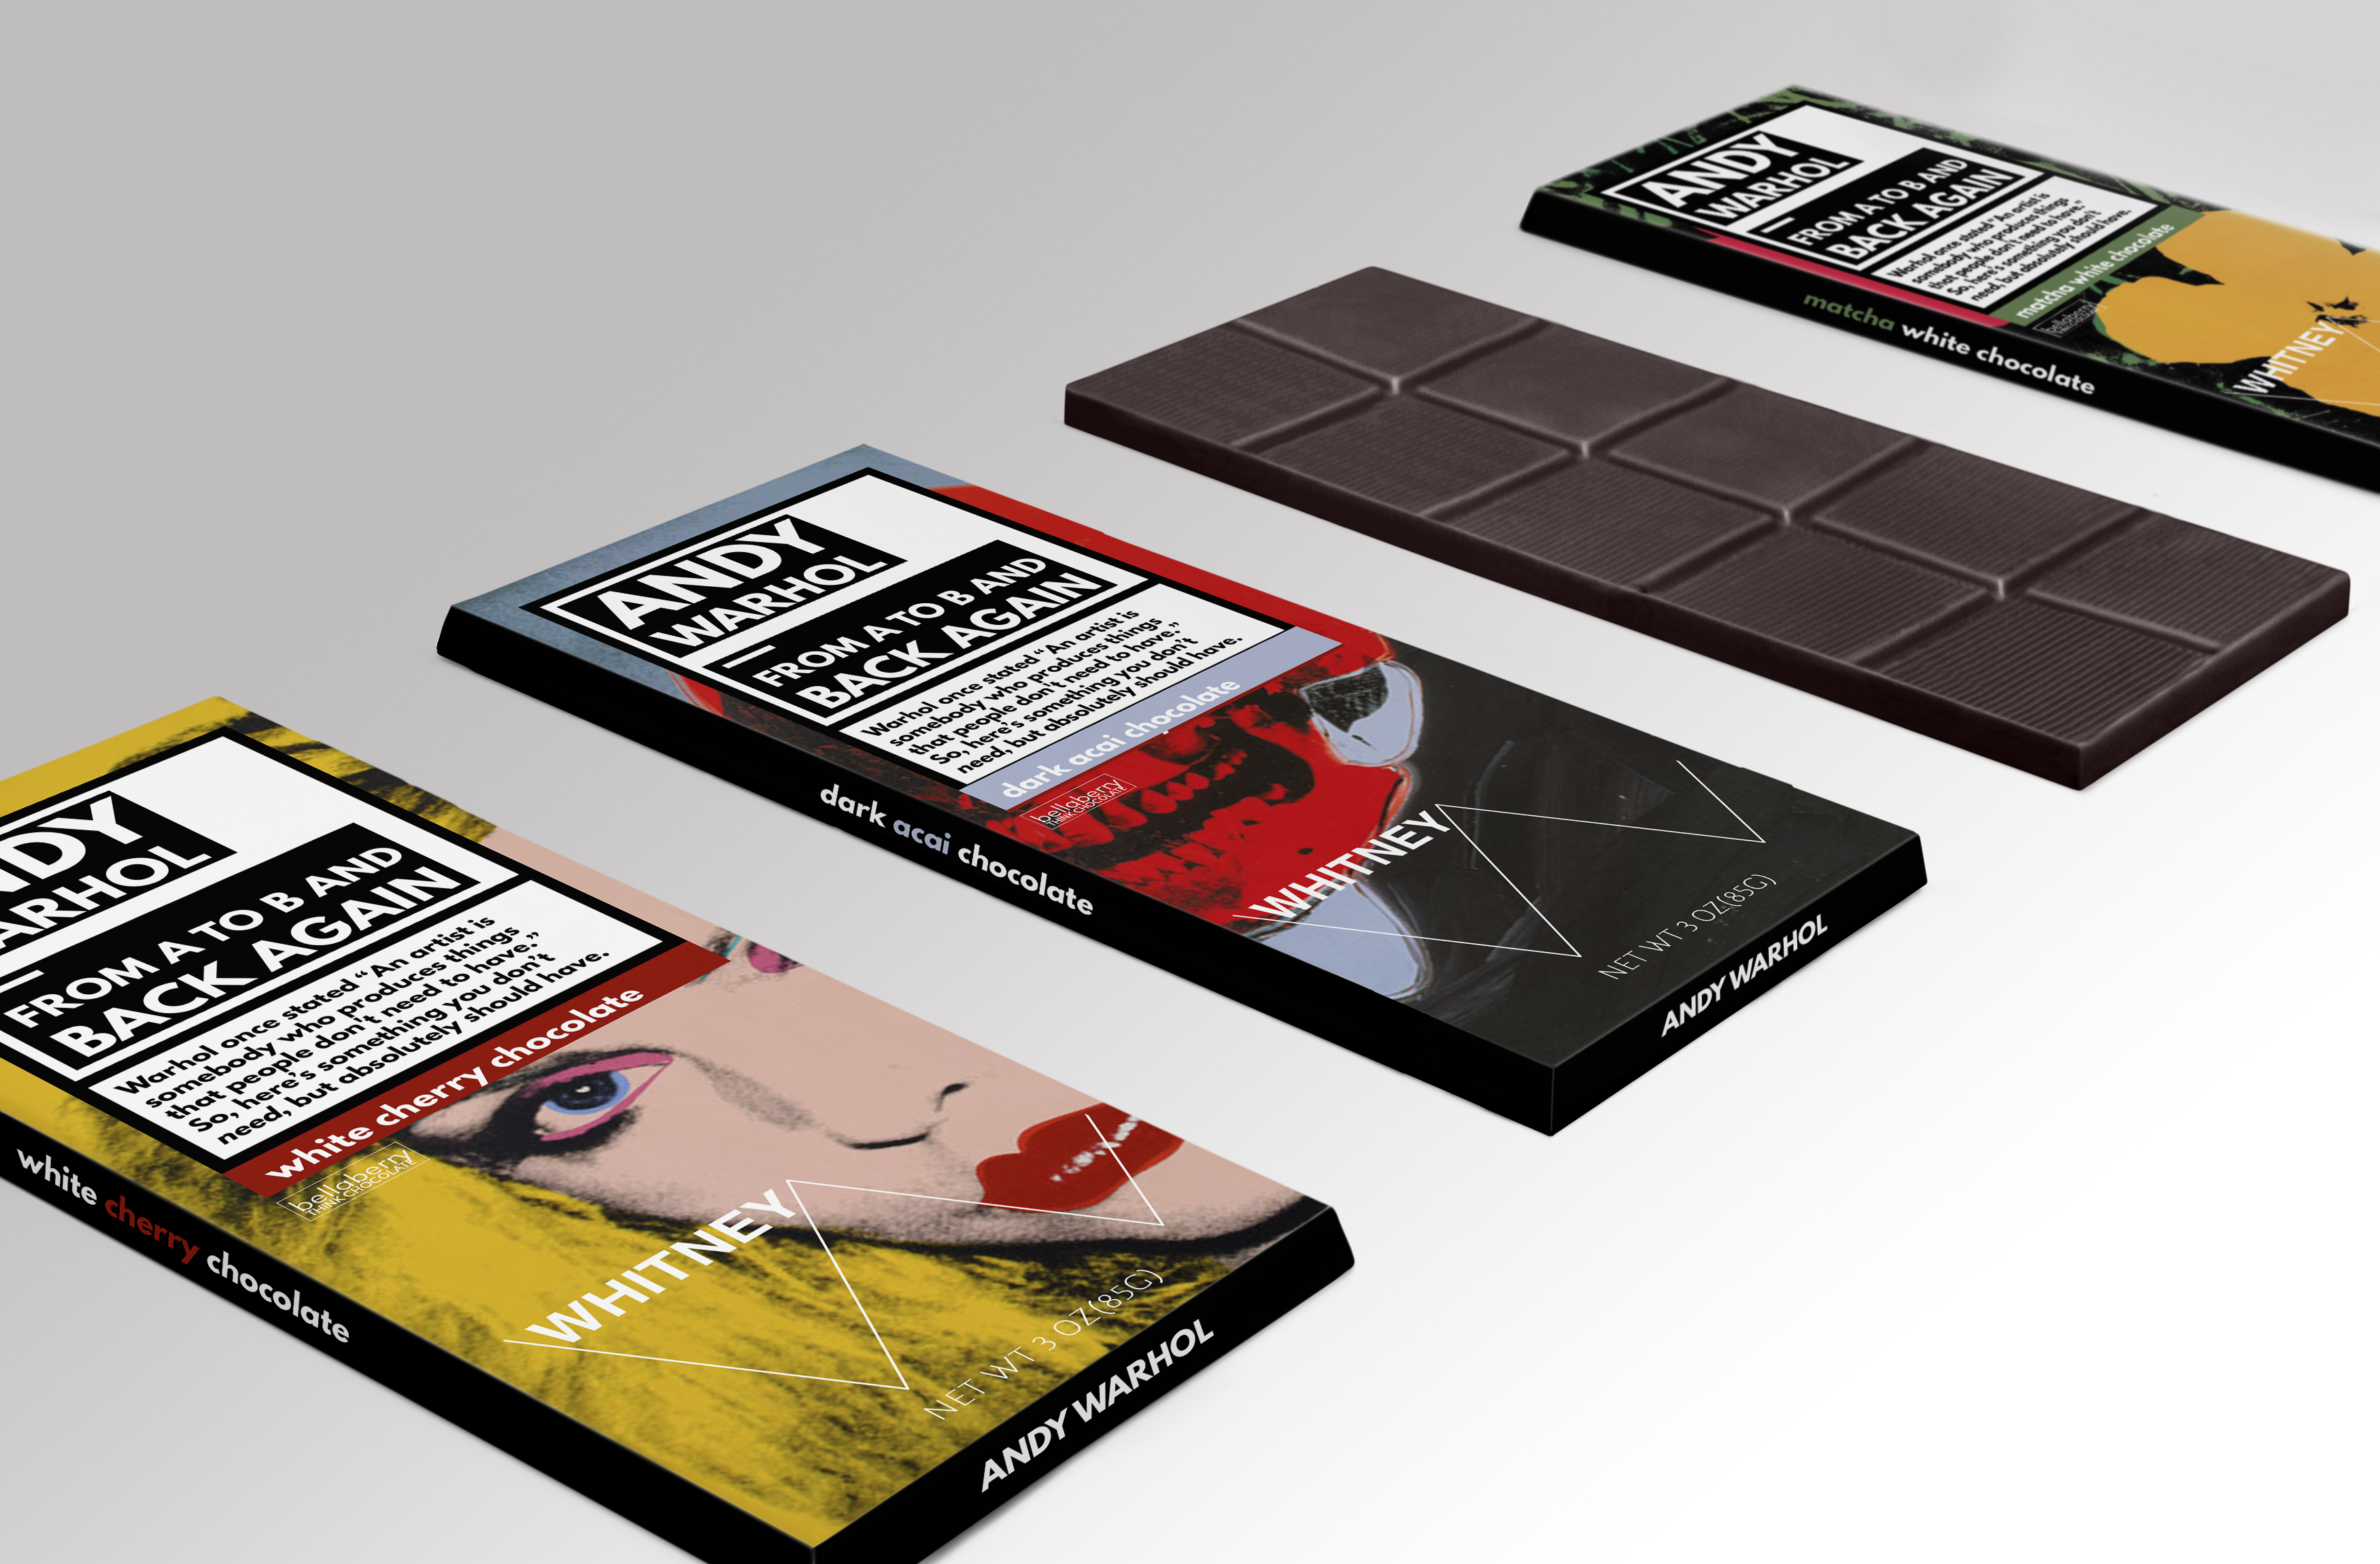 NDY
ARHOL
FROM A TO B AND
BACK AGAIN
Warhol once stated “An artist is
somebody who produces things
that people don't need to have.”
So, here's something you don't
need, but absolutely should have.
white cherry chocolate
bellaberry
THINK CHOCOLATE
WHITNEY
NET WT 3 OZ(85G)
white cherry chocolate
ANDY WARHOL
ANDY
WARHOL
FROM A TO B AND
BACK AGAIN
Warhol once stated “An artist is
somebody who produces things
that people don't need to have.”
So, here's something you don't
need, but absolutely should have.
dark acai chocolate
bellaberry
THINK CHOCOLATE
WHITNEY
NET WT 3 OZ(85G)
dark acai chocolate
ANDY WARHOL
ANDY
WARHOL
FROM A TO B AND
BACK AGAIN
Warhol once stated “An artist is
somebody who produces things
that people don't need to have.”
So, here's something you don't
need, but absolutely should have.
matcha white chocolate
WHITNEY
matcha white chocolate